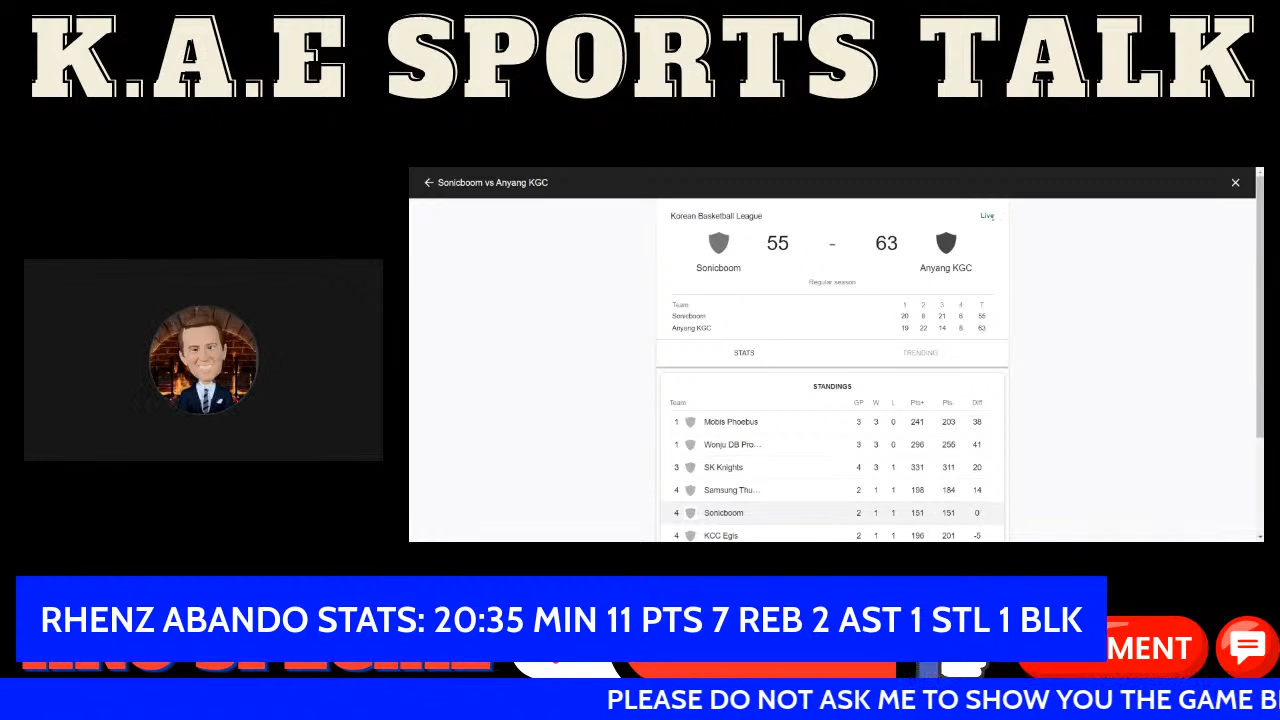 K.A.E SPORTS TALK
Sonicboom vs Anyang KGC
Korean Basketball League
Live
55 - 63
Sonicboom
Anyang KGC
Regular season
Team 1 2 3 4 T
Sonicboom 20 8 21 6 55
Anyang KGC 19 22 14 8 63
STATS
TRENDING
STANDINGS
Team GP W L Pts+ Pts- Diff
1 Mobis Phoebus 3 3 0 241 203 38
1 Wonju DB Pro... 3 3 0 296 255 41
3 SK Knights 4 3 1 331 311 20
4 Samsung Thu... 2 1 1 198 184 14
4 Sonicboom 2 1 1 151 151 0
4 KCC Egis 2 1 1 196 201 -5
RHENZ ABANDO STATS: 20:35 MIN 11 PTS 7 REB 2 AST 1 STL 1 BLK
MENT
PLEASE DO NOT ASK ME TO SHOW YOU THE GAME B